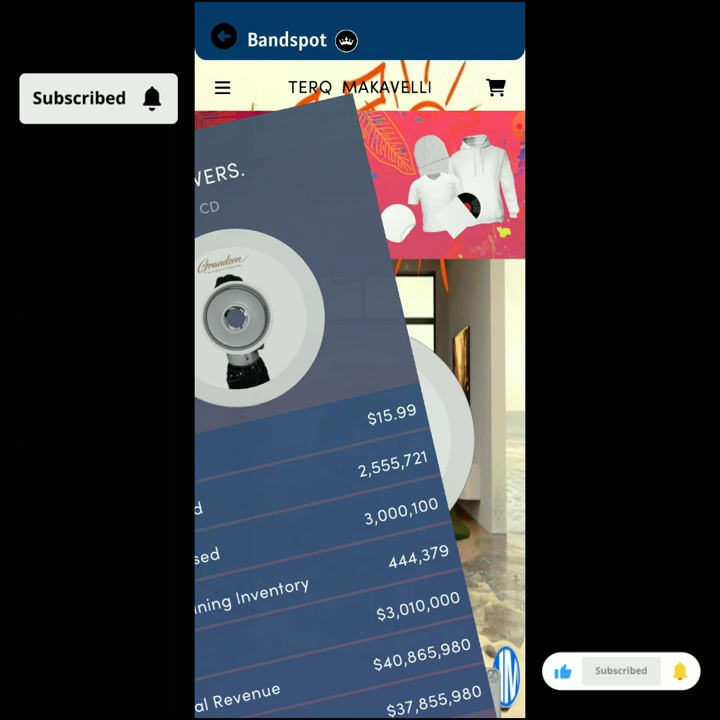 Bandspot
Subscribed
TERQ MAKAVELLI
VERS.
CD
Grandson
$15.99
d 2,555,721
sed 3,000,100
ning Inventory 444,379
$3,010,000
al Revenue $40,865,980
$37,855,980
Subscribed